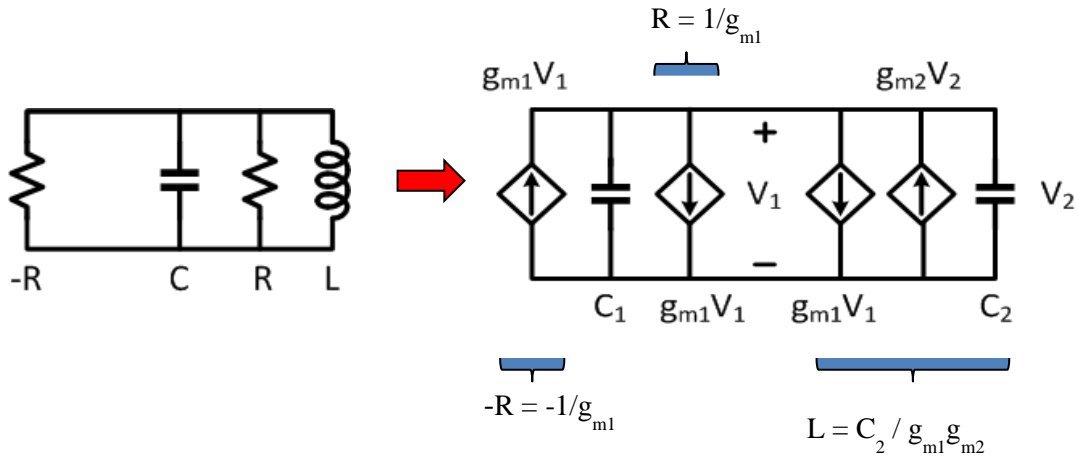 R = 1/gm1
gm1V1
gm2V2
+
V1
V2
−
-R
C
R
L
C1
gm1V1
gm1V1
C2
-R = -1/gm1
L = C2 / gm1gm2